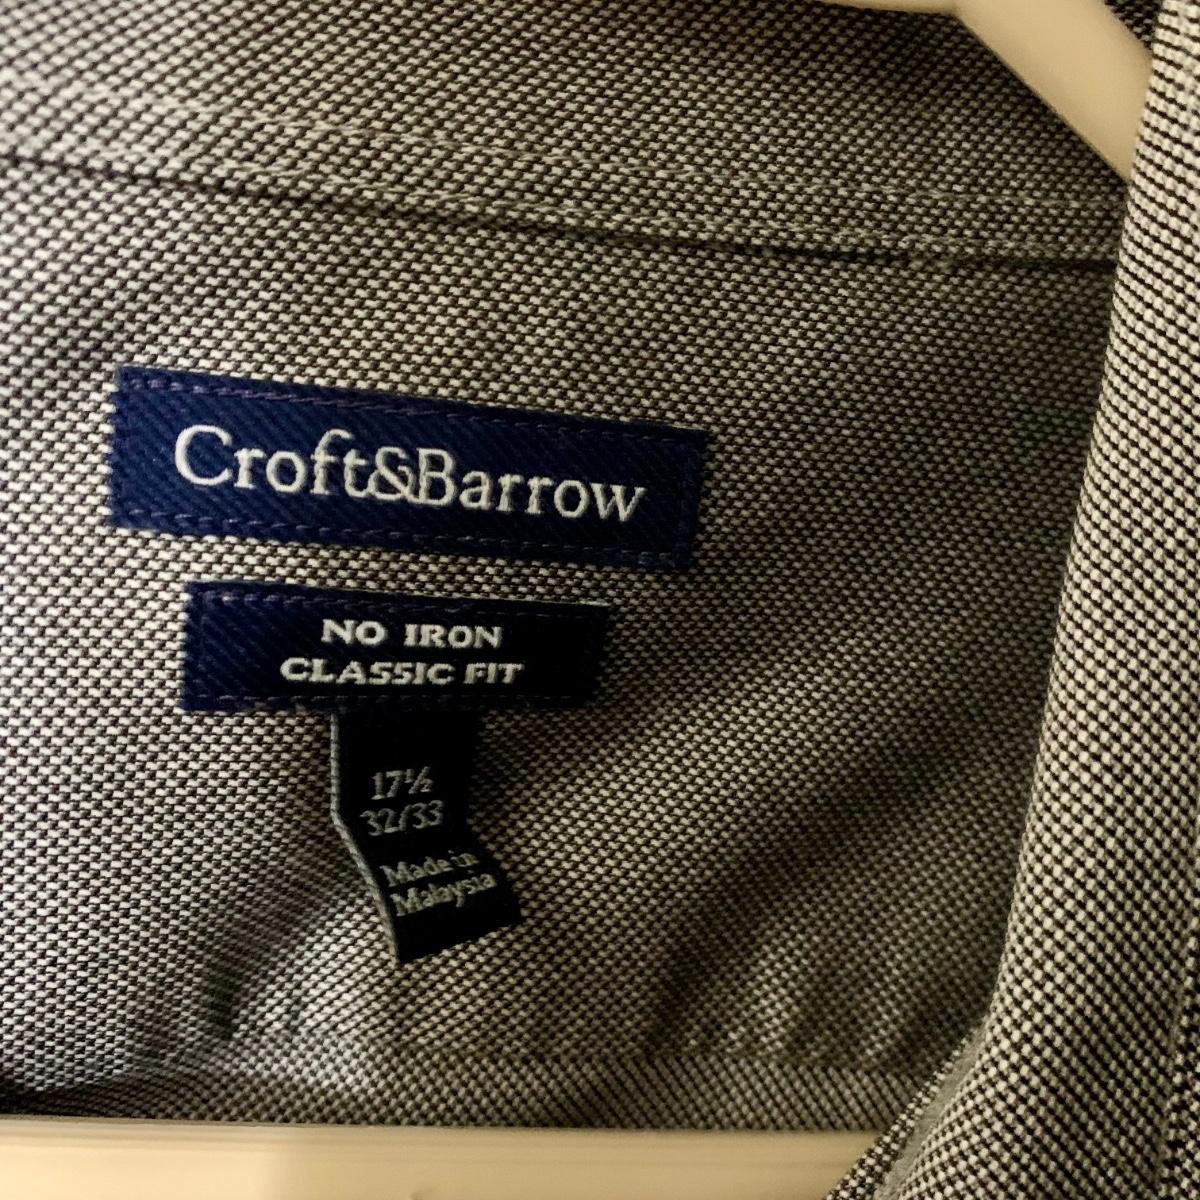 Croft&Barrow
NO IRON
CLASSIC FIT
17½
32/33
Made in
Malaysia